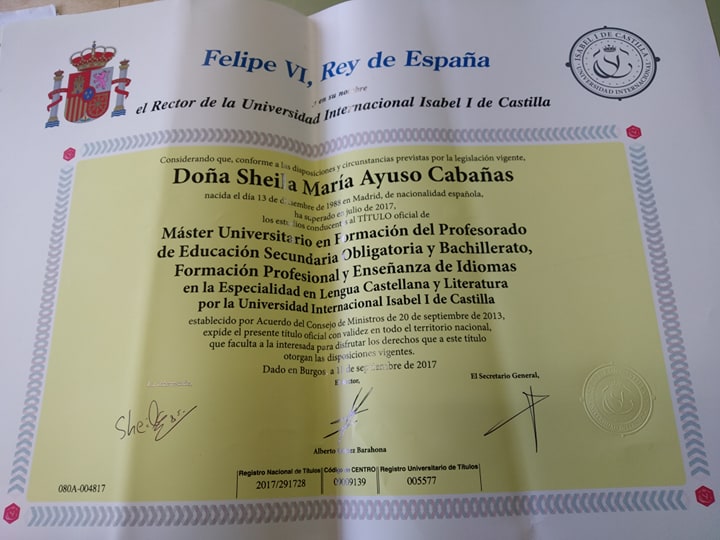 Felipe VI, Rey de España
en su nombre
el Rector de la Universidad Internacional Isabel I de Castilla
ISABEL I DE CASTILLA
UNIVERSIDAD INTERNACIONAL
Considerando que, conforme a las disposiciones y circunstancias previstas por la legislación vigente,
Doña Sheila María Ayuso Cabañas
nacida el día 13 de diciembre de 1988 en Madrid, de nacionalidad española,
ha superado en julio de 2017,
los estudios conducentes al TÍTULO oficial de
Máster Universitario en Formación del Profesorado
de Educación Secundaria Obligatoria y Bachillerato,
Formación Profesional y Enseñanza de Idiomas
en la Especialidad en Lengua Castellana y Literatura
por la Universidad Internacional Isabel I de Castilla
establecido por Acuerdo del Consejo de Ministros de 20 de septiembre de 2013,
expide el presente título oficial con validez en todo el territorio nacional,
que faculta a la interesada para disfrutar los derechos que a este título
otorgan las disposiciones vigentes.
Dado en Burgos, a de septiembre de 2017
El Rector,
El Secretario General,
Sheila
Alberto Barahona
Registro Nacional de Títulos Código en CENTRO Registro Universitario de Títulos
2017/291728 09009139 005577
080A-004817